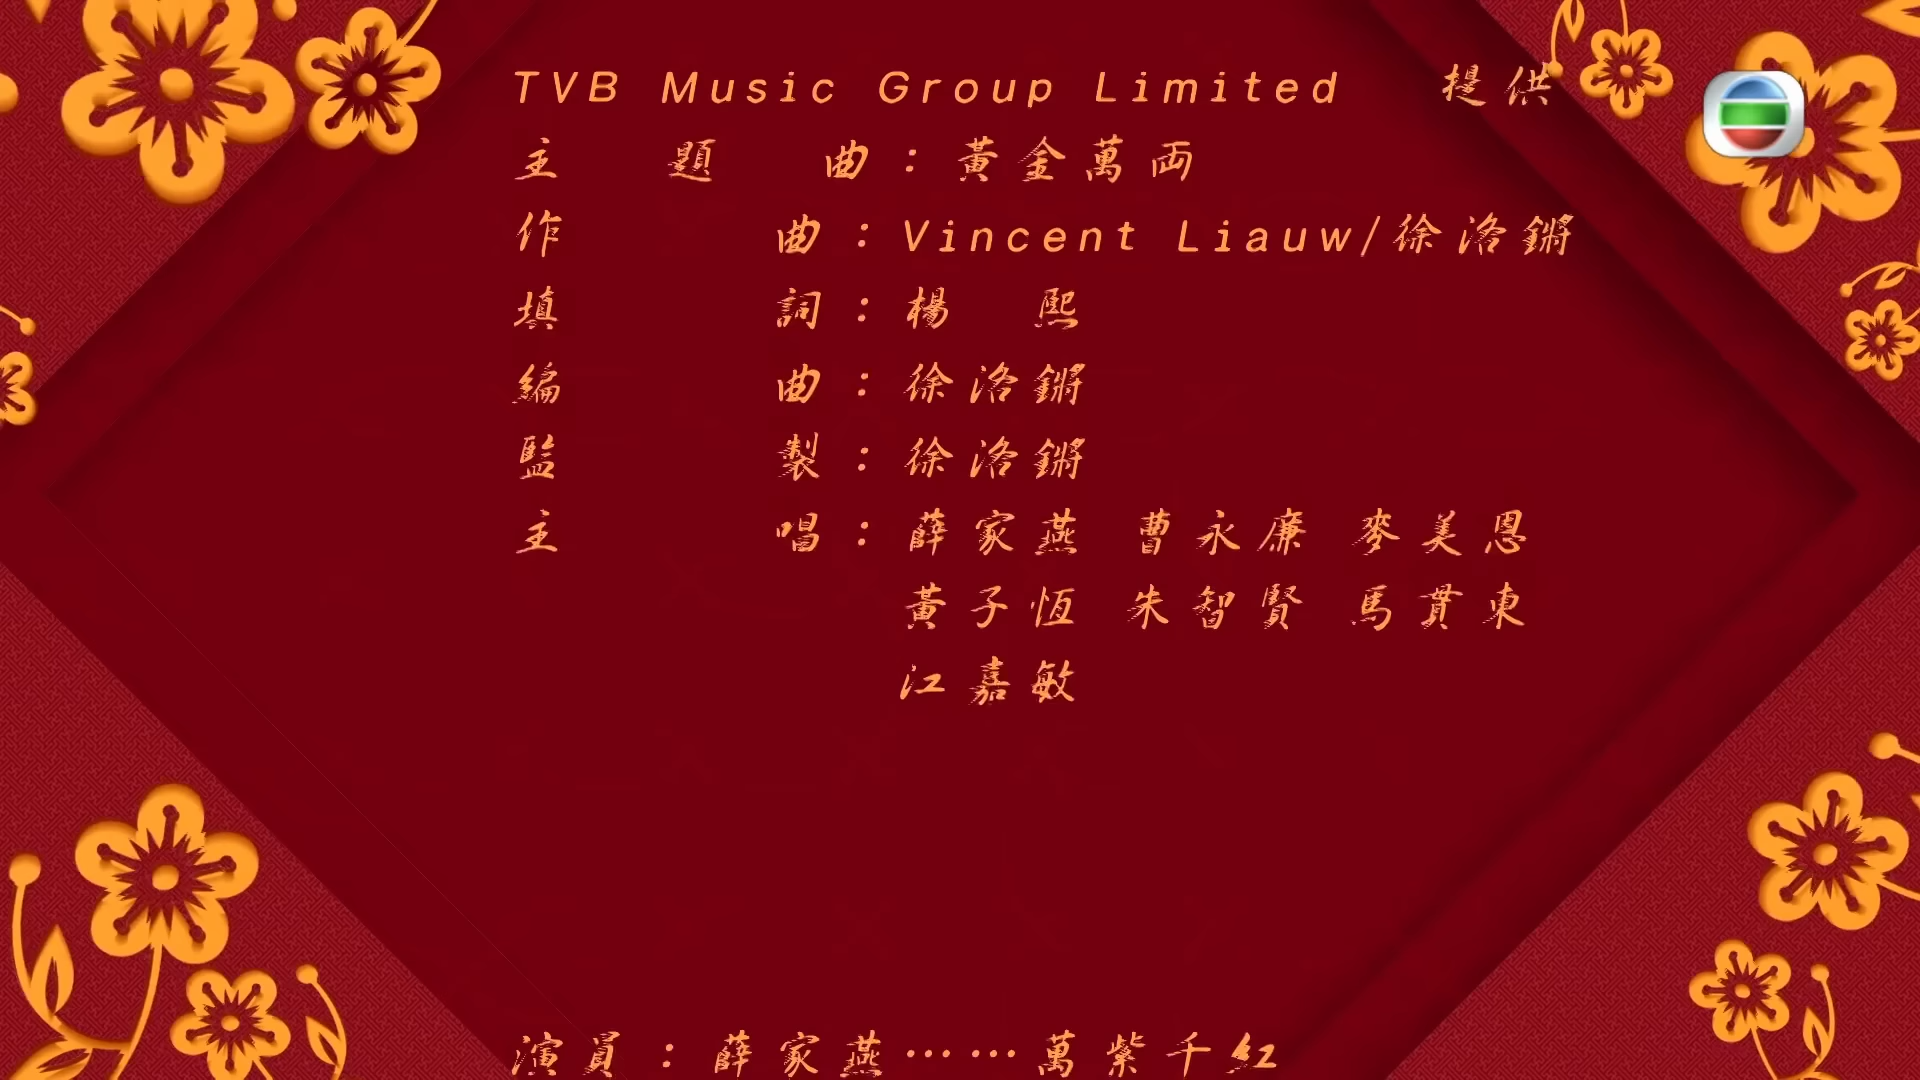 TVB Music Group Limited 提供
主題曲：黃金萬両
作曲：Vincent Liauw/徐洛鏘
填詞：楊熙
編曲：徐洛鏘
監製：徐洛鏘
主唱：薛家燕 曹永廉 麥美恩
黃子恆 朱智賢 馬貫東
江嘉敏
演員：薛家燕……萬紫千紅